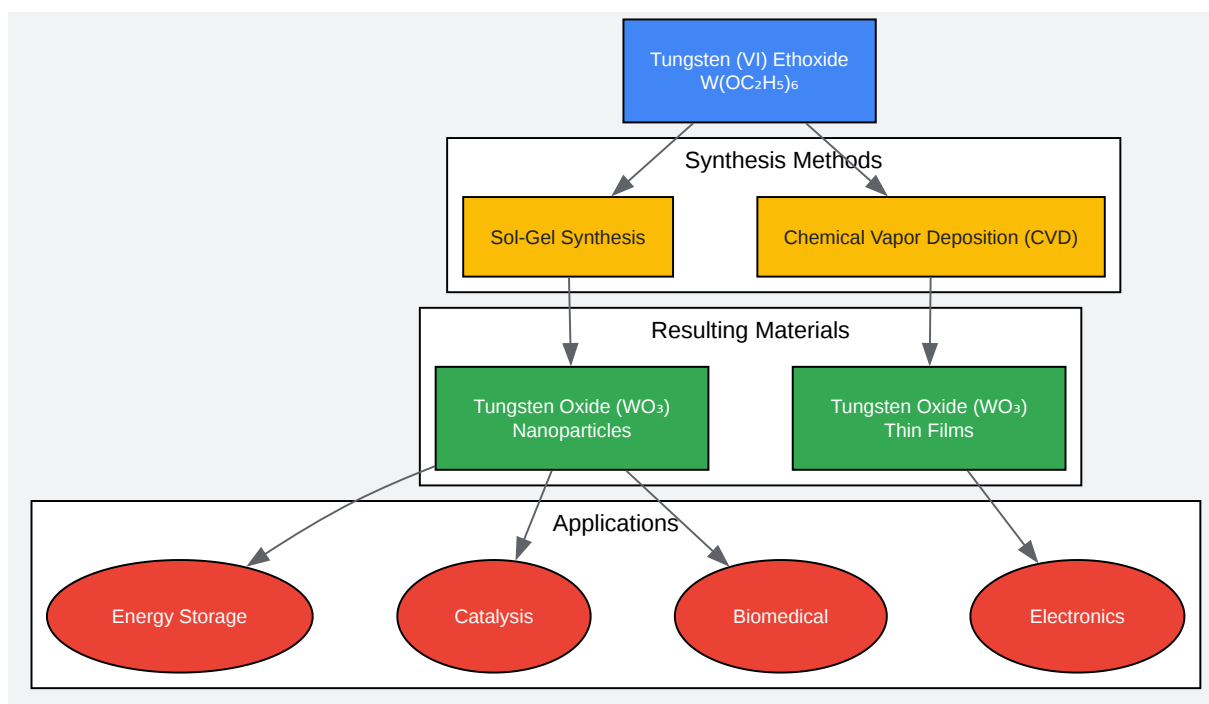 Tungsten (VI) Ethoxide
W(OC₂H₅)₆
Synthesis Methods
Sol-Gel Synthesis
Chemical Vapor Deposition (CVD)
Resulting Materials
Tungsten Oxide (WO₃)
Nanoparticles
Tungsten Oxide (WO₃)
Thin Films
Applications
Energy Storage
Catalysis
Biomedical
Electronics